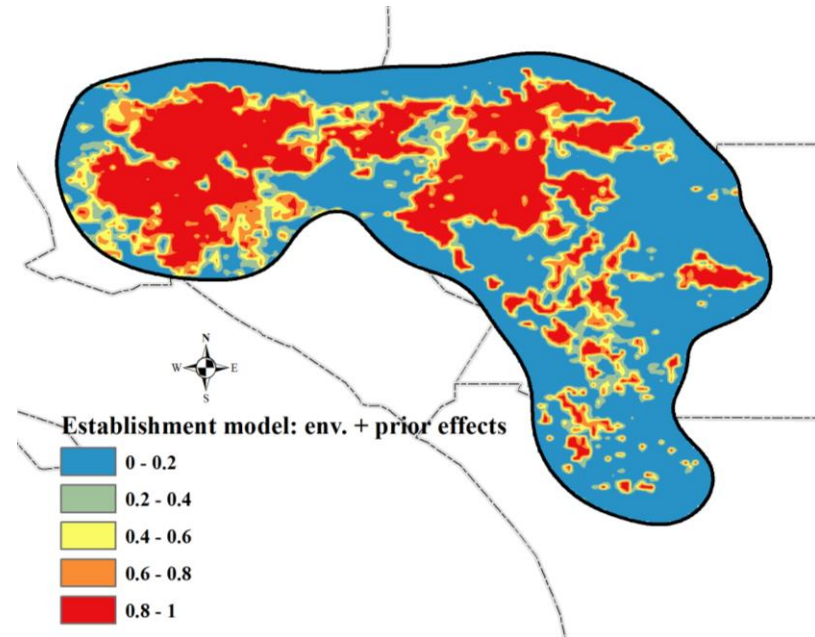 N
W E
S
Establishment model: env. + prior effects
0 - 0.2
0.2 - 0.4
0.4 - 0.6
0.6 - 0.8
0.8 - 1